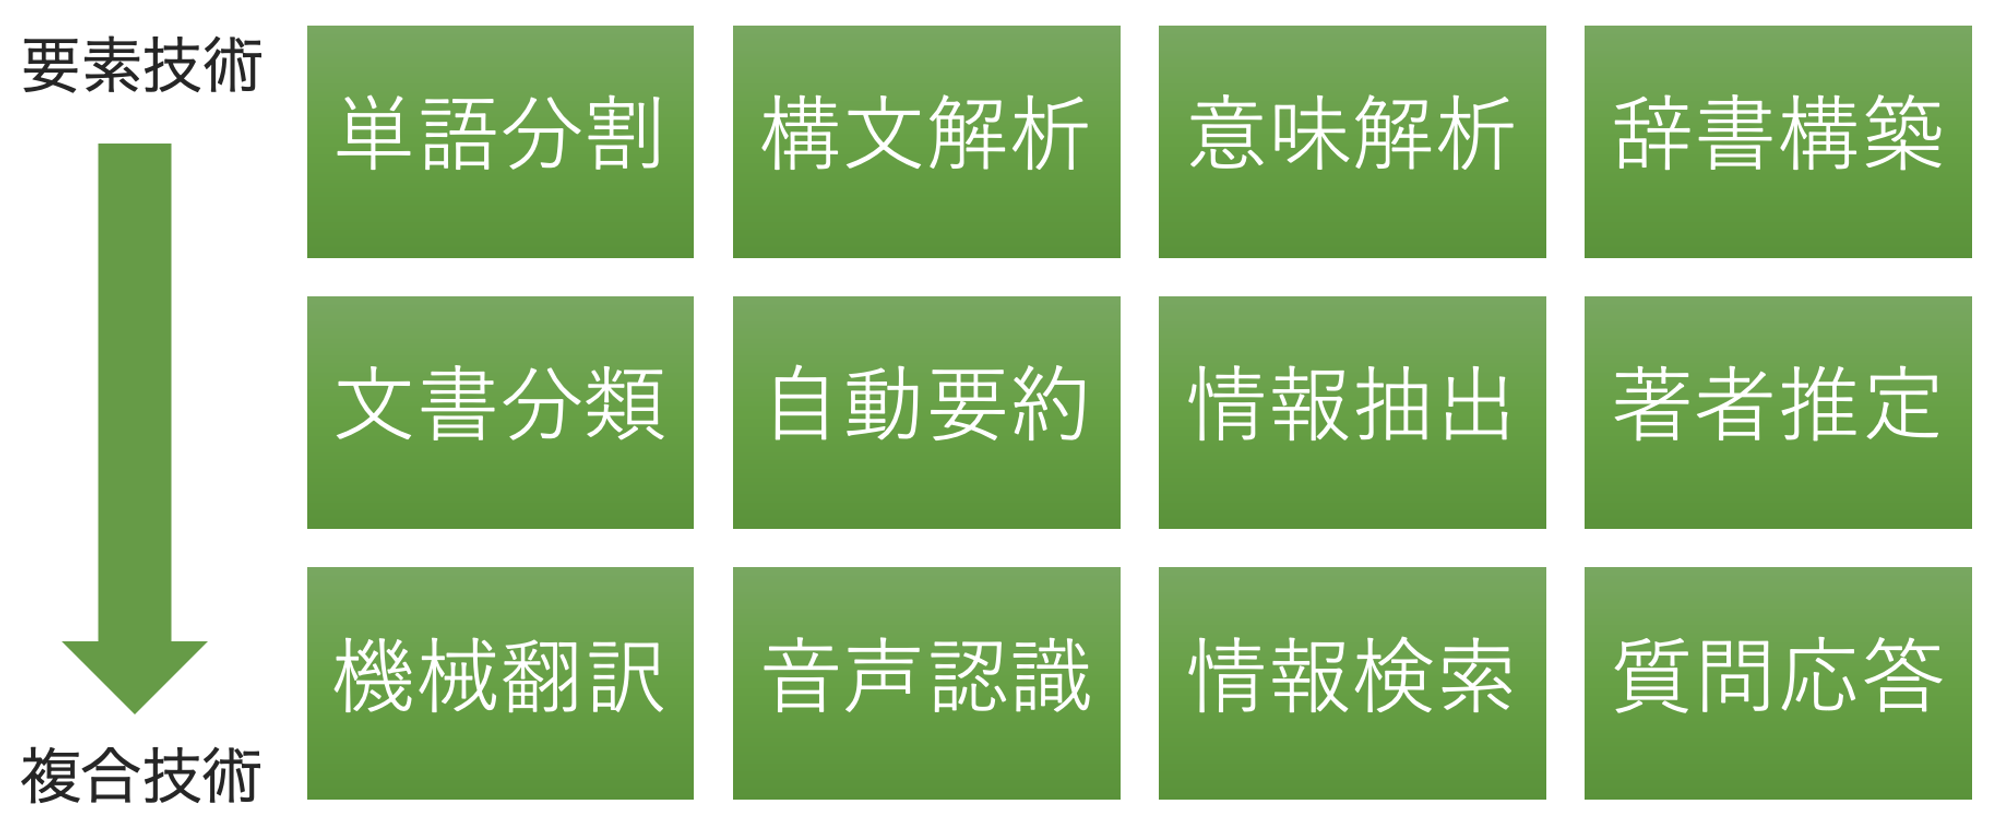 要素技術
単語分割
構文解析
意味解析
辞書構築
文書分類
自動要約
情報抽出
著者推定
機械翻訳
音声認識
情報検索
質問応答
複合技術